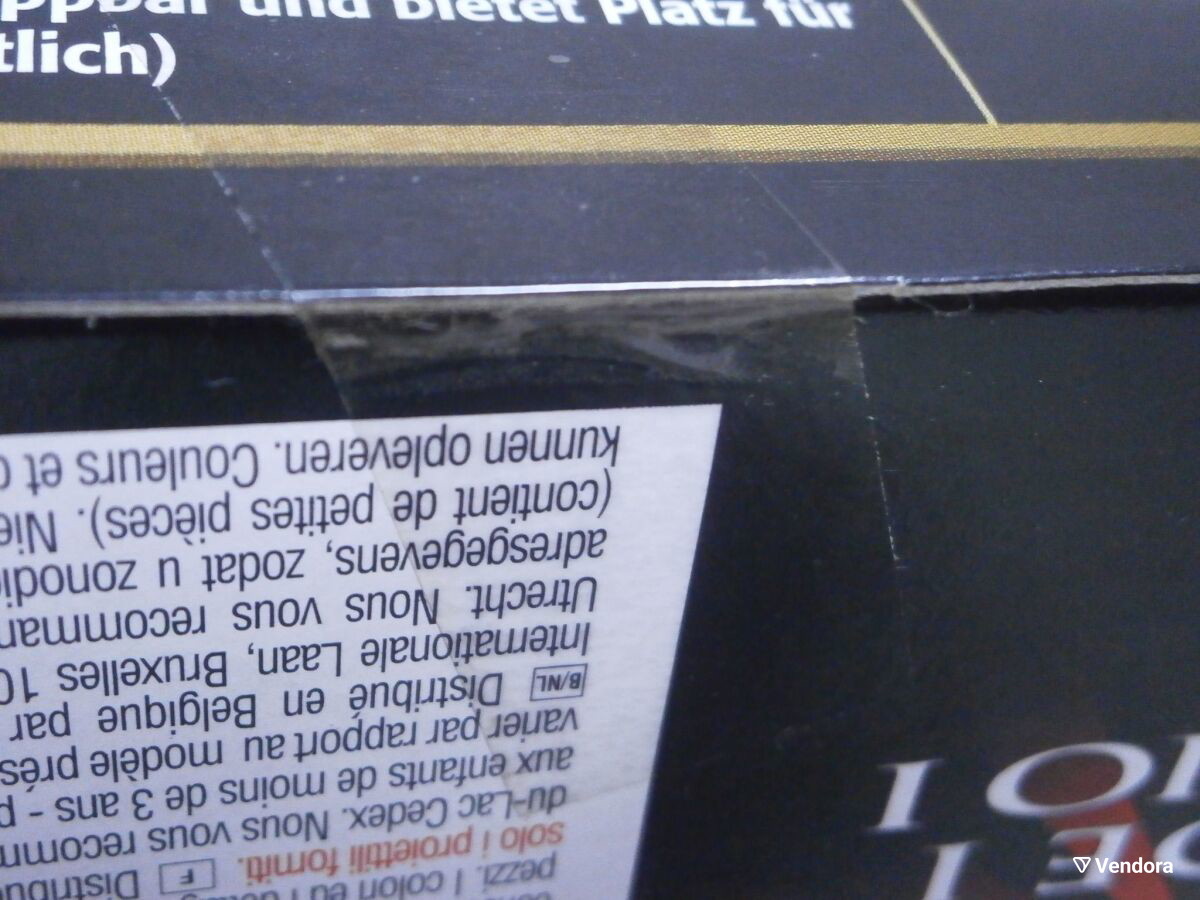 ppbar und bietet Platz für
tlich)
pezzi. I colori ed i
solo i proiettili forniti. F Distribu
du-Lac Cedex. Nous vous recomm
aux enfants de moins de 3 ans - p
varier par rapport au modèle prés
B/NL Distribué en Belgique par
Internationale Laan, Bruxelles 10
Utrecht. Nous vous recomman
adresgegevens, zodat u zonodi
(contient de petites pièces). Nie
kunnen opleveren. Couleurs et d
Vendora